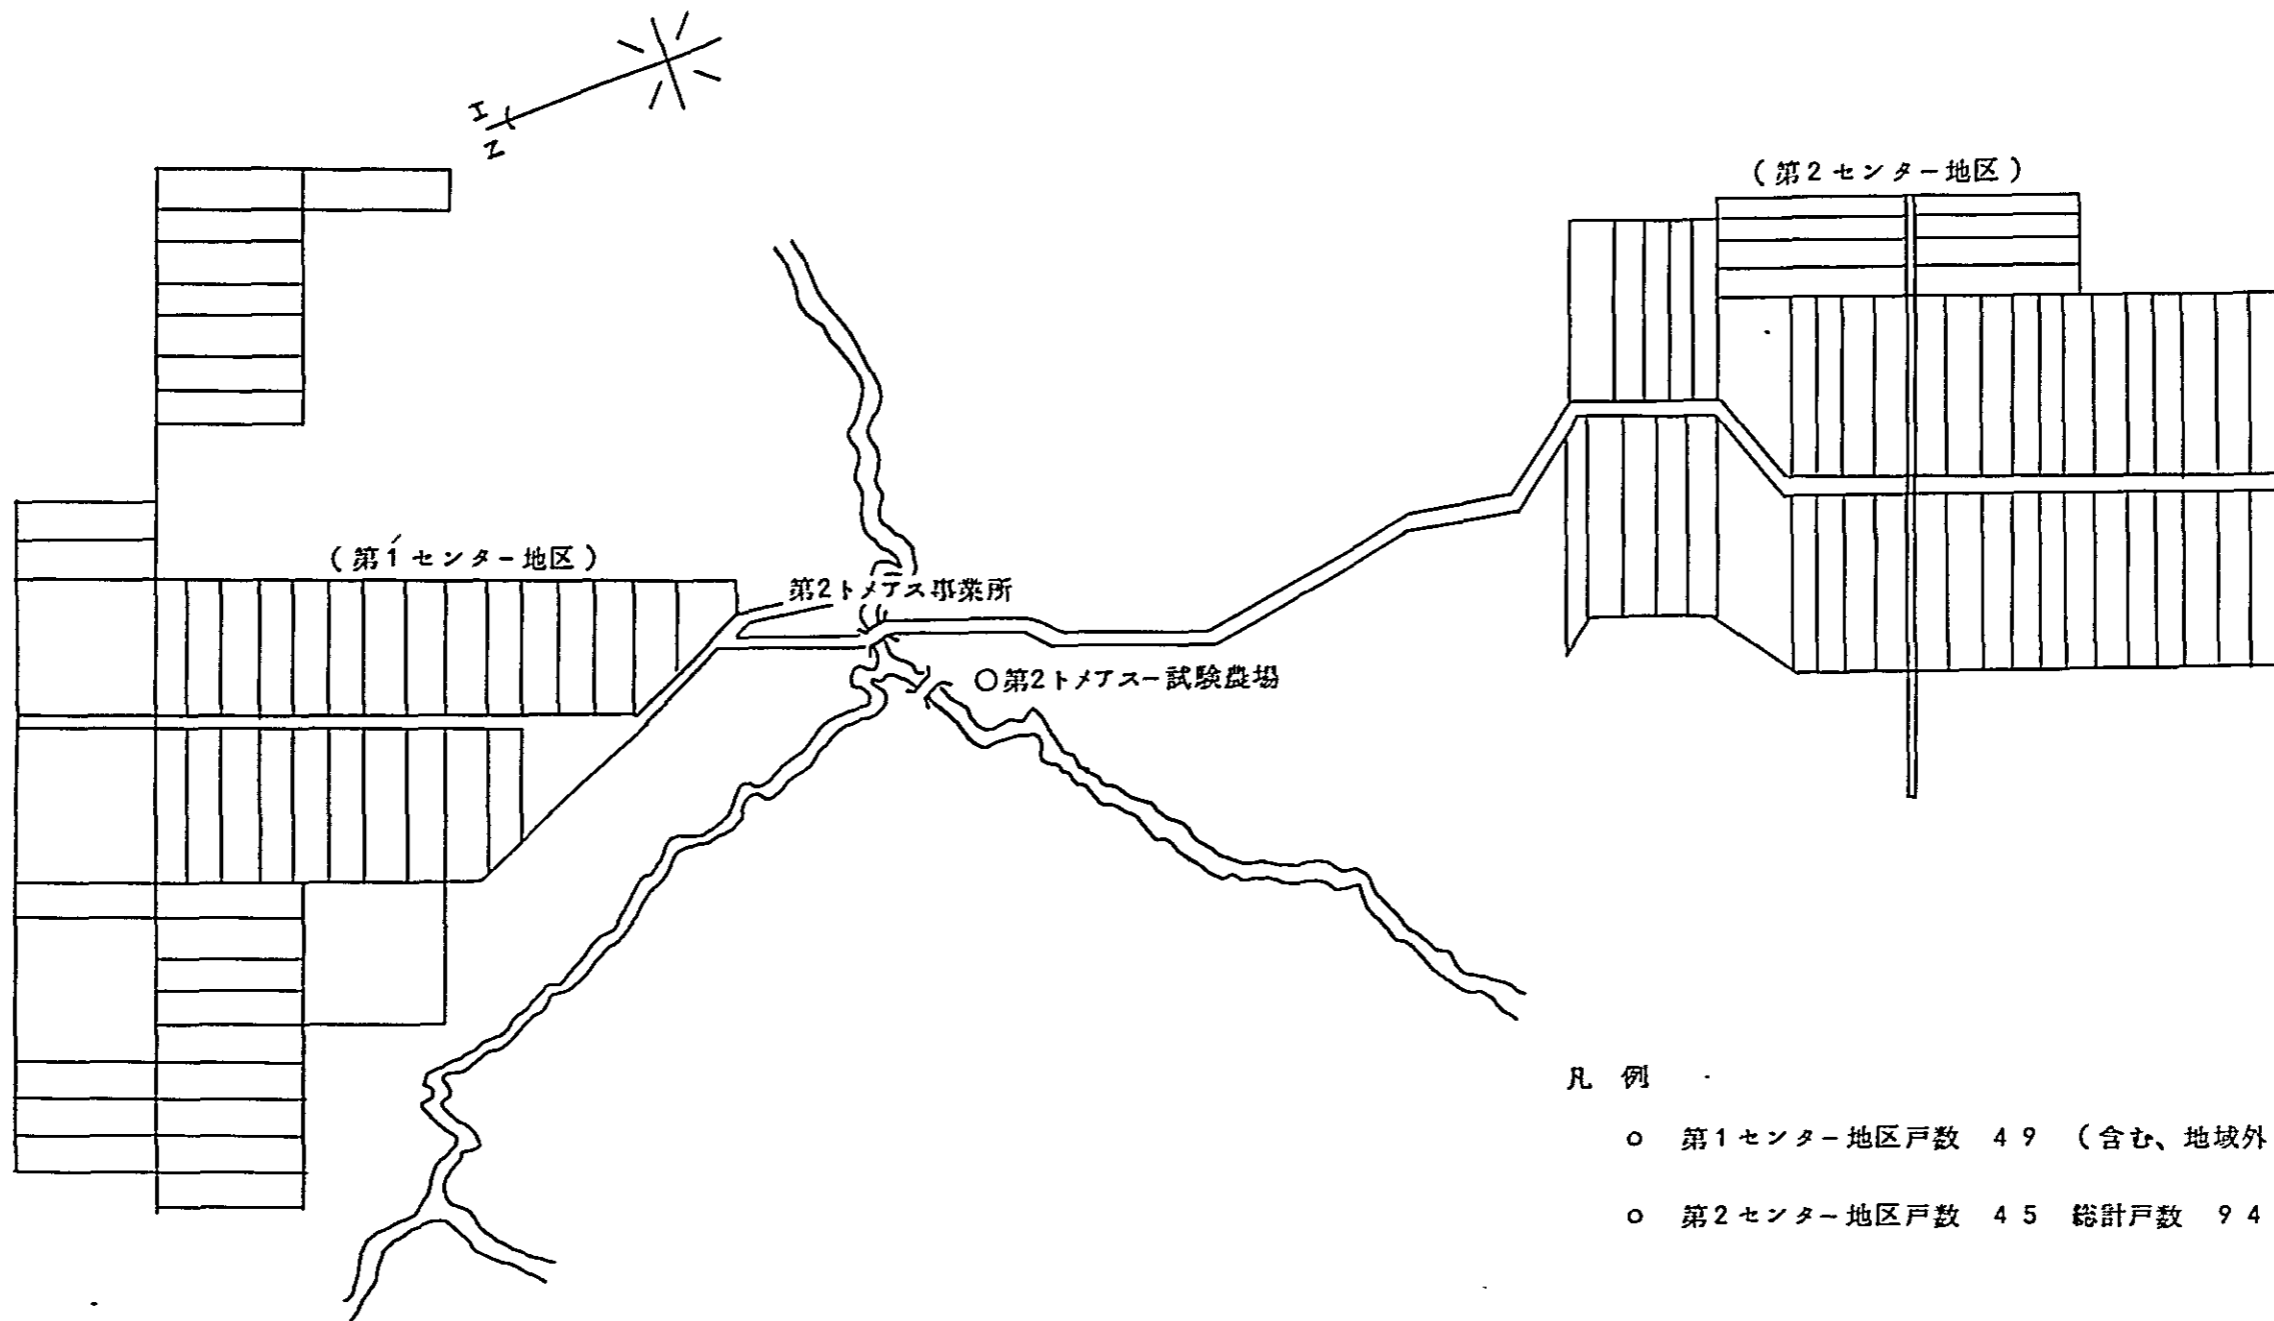 N
(第2センター地区)
(第1センター地区)
第2トメアス事業所
○第2トメアスー試験農場
凡 例
○ 第1センター地区戸数 49 (含む、地域外
○ 第2センター地区戸数 45 総計戸数 94